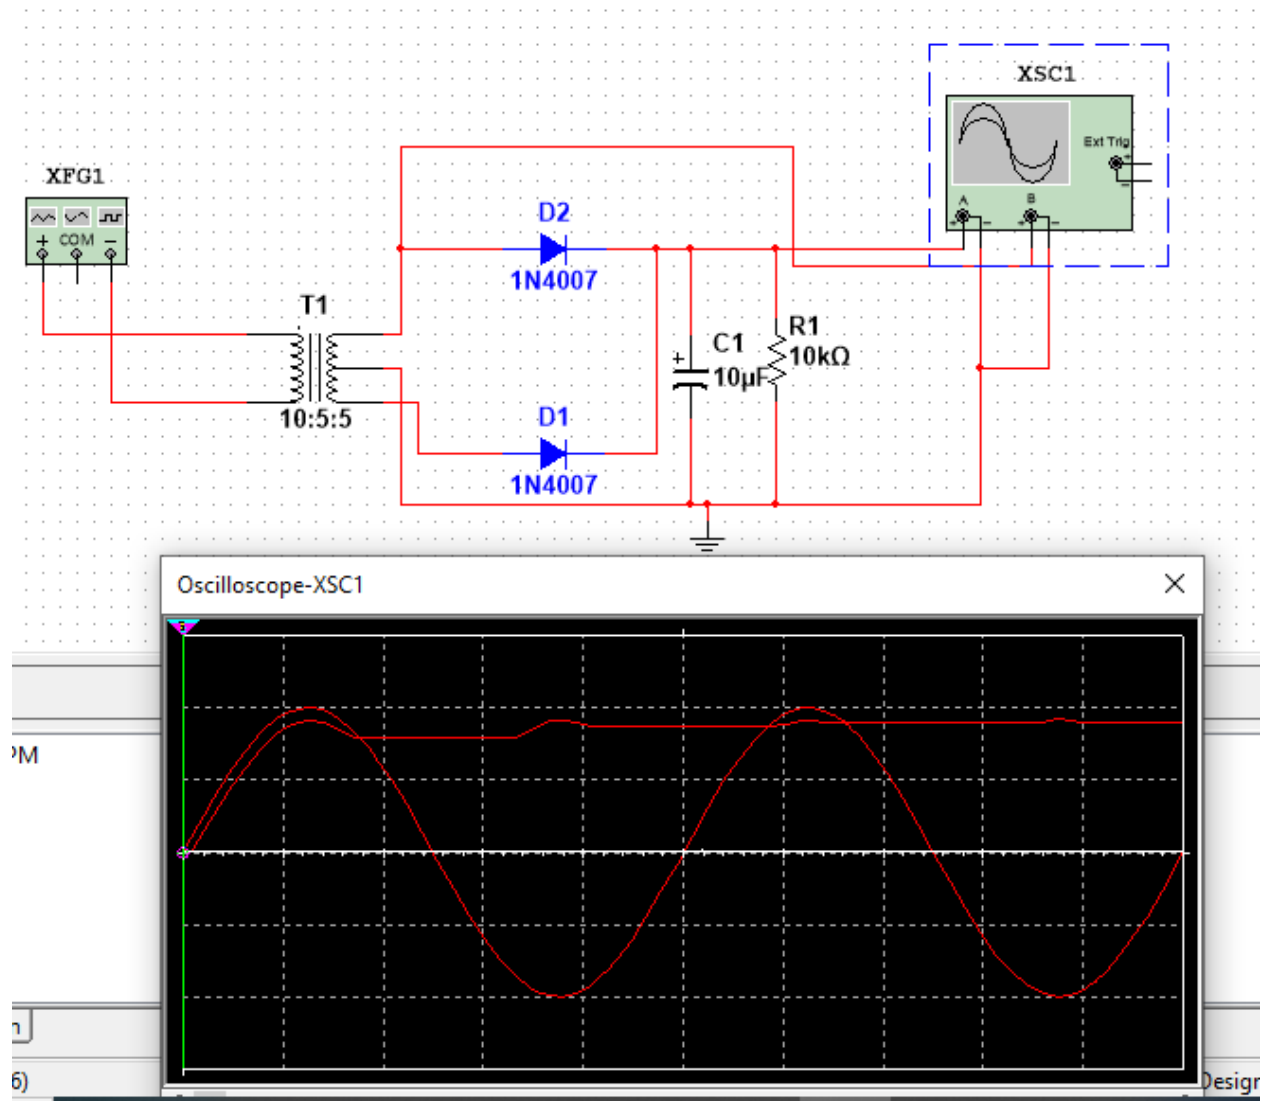 XSC1
Ext Trig
+
−
A
B
+ − + −
XFG1
+ COM −
D2
1N4007
T1
10:5:5
C1
+
10µF
R1
10kΩ
D1
1N4007
Oscilloscope-XSC1
PM
n
6)
Design